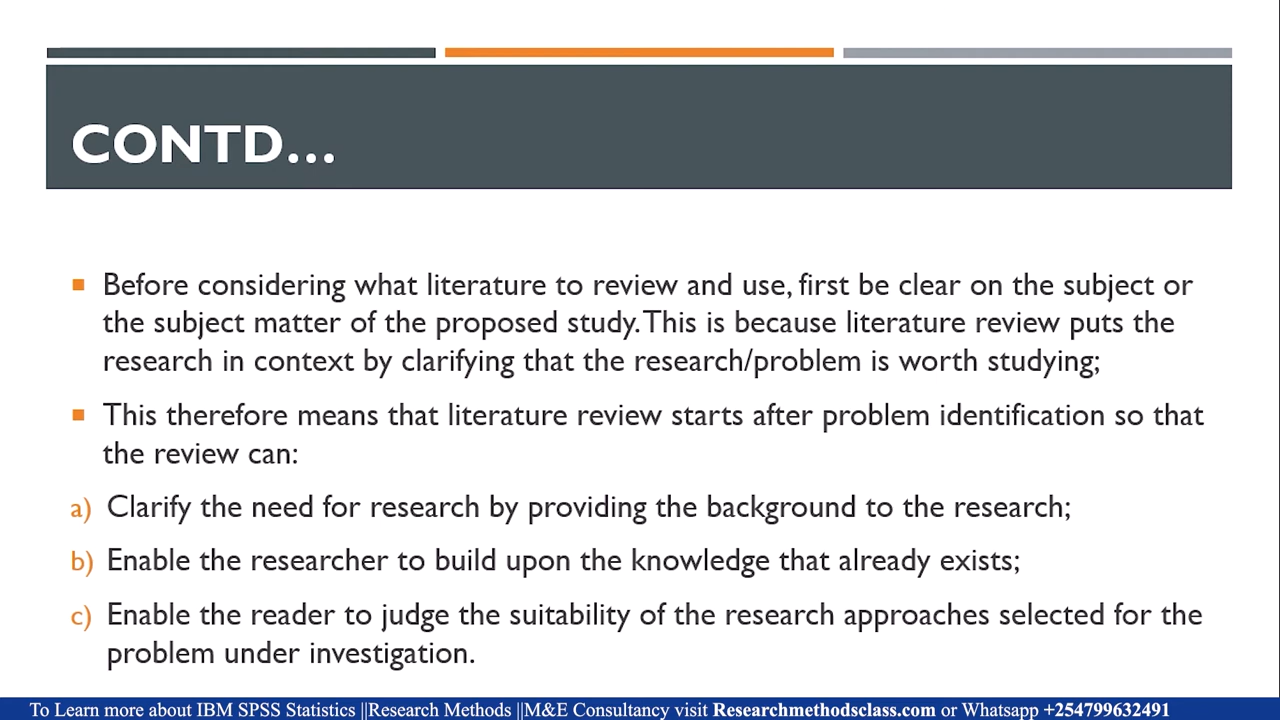 CONTD...
Before considering what literature to review and use, first be clear on the subject or
the subject matter of the proposed study. This is because literature review puts the
research in context by clarifying that the research/problem is worth studying;
This therefore means that literature review starts after problem identification so that
the review can:
a) Clarify the need for research by providing the background to the research;
b) Enable the researcher to build upon the knowledge that already exists;
c) Enable the reader to judge the suitability of the research approaches selected for the
problem under investigation.
To Learn more about IBM SPSS Statistics ||Research Methods ||M&E Consultancy visit Researchmethodsclass.com or Whatsapp +254799632491